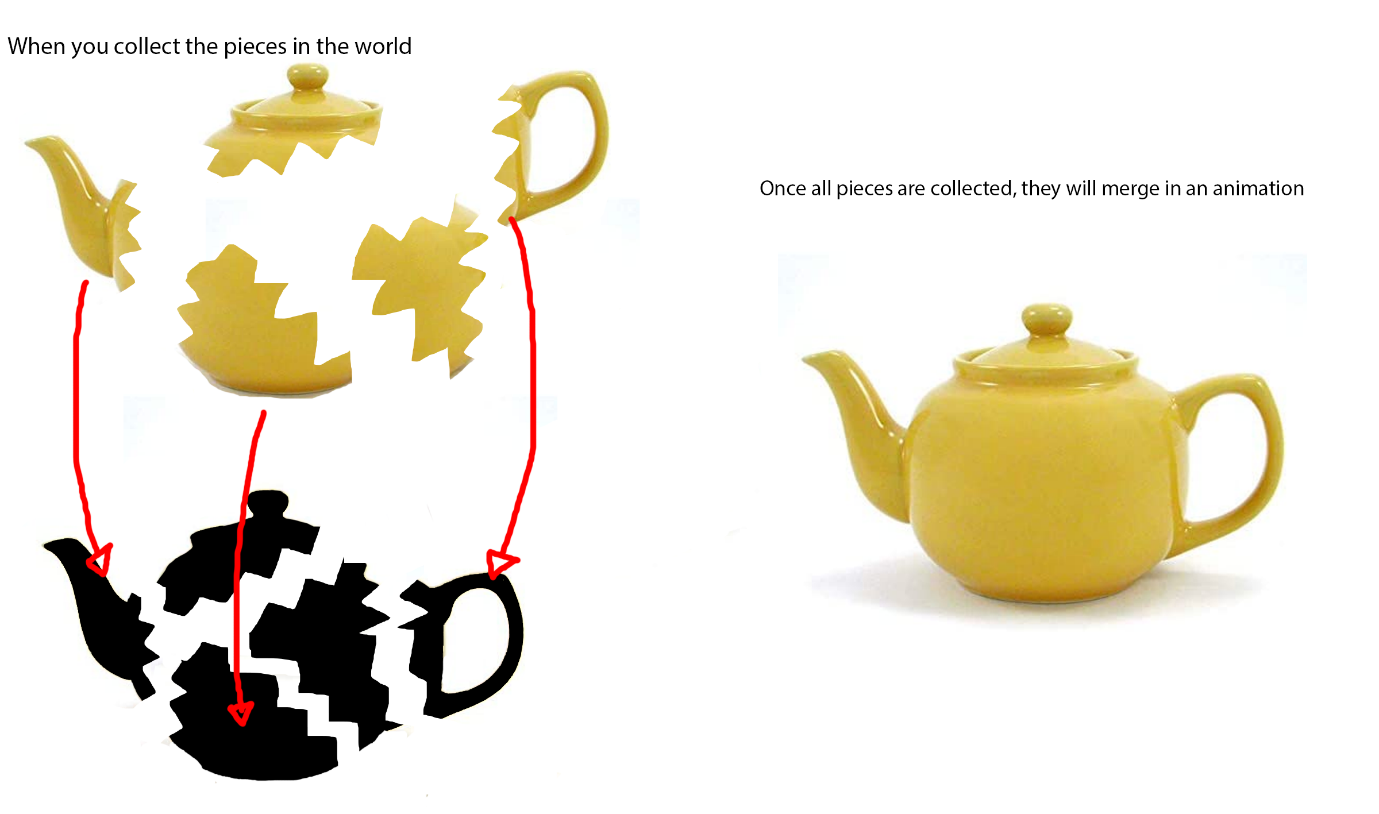 When you collect the pieces in the world
Once all pieces are collected, they will merge in an animation